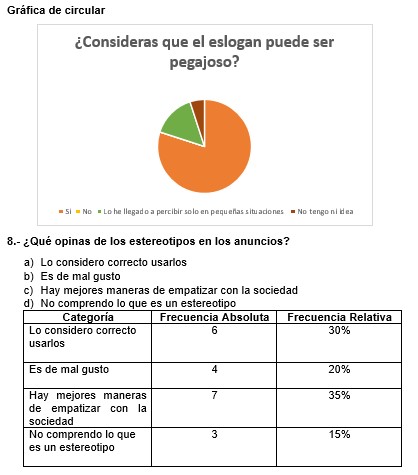 Gráfica de circular
¿Consideras que el eslogan puede ser
pegajoso?
Sí No Lo he llegado a percibir solo en pequeñas situaciones No tengo ni idea
8.- ¿Qué opinas de los estereotipos en los anuncios?
a) Lo considero correcto usarlos
b) Es de mal gusto
c) Hay mejores maneras de empatizar con la sociedad
d) No comprendo lo que es un estereotipo
Categoría Frecuencia Absoluta Frecuencia Relativa
Lo considero correcto 6 30%
usarlos
Es de mal gusto 4 20%
Hay mejores maneras 7 35%
de empatizar con la
sociedad
No comprendo lo que 3 15%
es un estereotipo